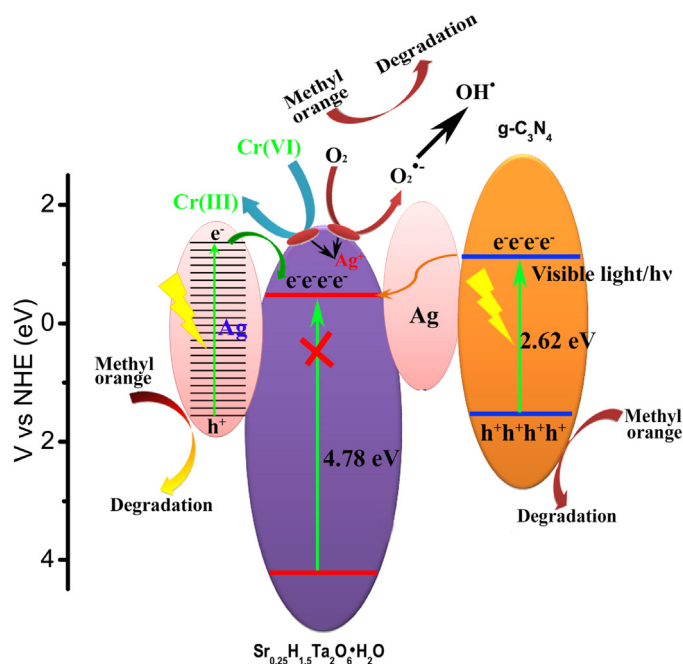 Degradation
Methyl
orange
OH•
g-C₃N₄
Cr(VI)
O₂
O₂•-
Cr(III)
2
e⁻
Ag⁺
e⁻e⁻e⁻e⁻
e⁻e⁻e⁻e⁻
Visible light/hν
V vs NHE (eV)
0
Ag
Ag
2.62 eV
Methyl
orange
Methyl
orange
h⁺
h⁺h⁺h⁺h⁺
2
4.78 eV
Degradation
Degradation
4
Sr₀.₂₅H₁.₅Ta₂O₆•H₂O